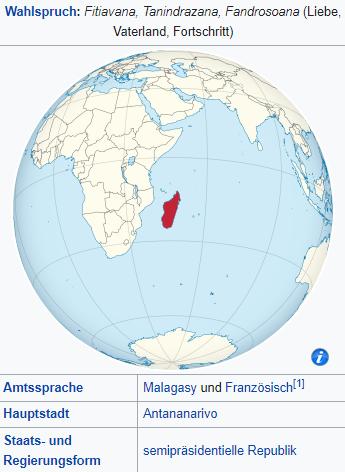 Wahlspruch: Fitiavana, Tanindrazana, Fandrosoana (Liebe,
Vaterland, Fortschritt)
i
Amtssprache Malagasy und Französisch[1]
Hauptstadt Antananarivo
Staats- und
Regierungsform semipräsidentielle Republik